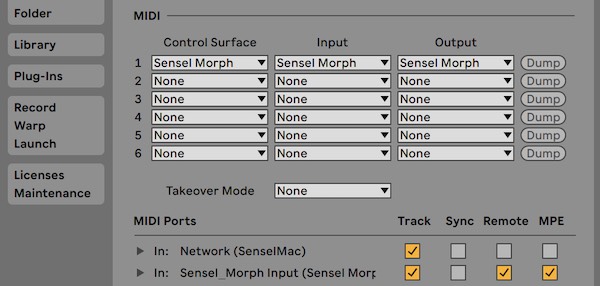 Folder
Library
Plug-Ins
Record
Warp
Launch
Licenses
Maintenance
MIDI
Control Surface Input Output
1 Sensel Morph Sensel Morph Sensel Morph Dump
2 None None None Dump
3 None None None Dump
4 None None None Dump
5 None None None Dump
6 None None None Dump
Takeover Mode None
MIDI Ports Track Sync Remote MPE
In: Network (SenselMac)
In: Sensel_Morph Input (Sensel Morp